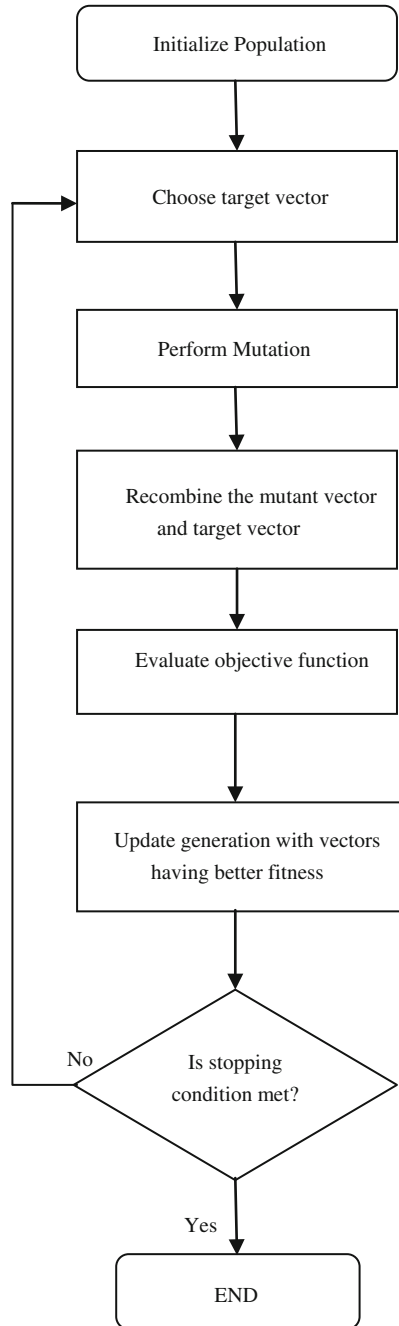 Initialize Population
Choose target vector
Perform Mutation
Recombine the mutant vector
and target vector
Evaluate objective function
Update generation with vectors
having better fitness
No
Is stopping
condition met?
Yes
END